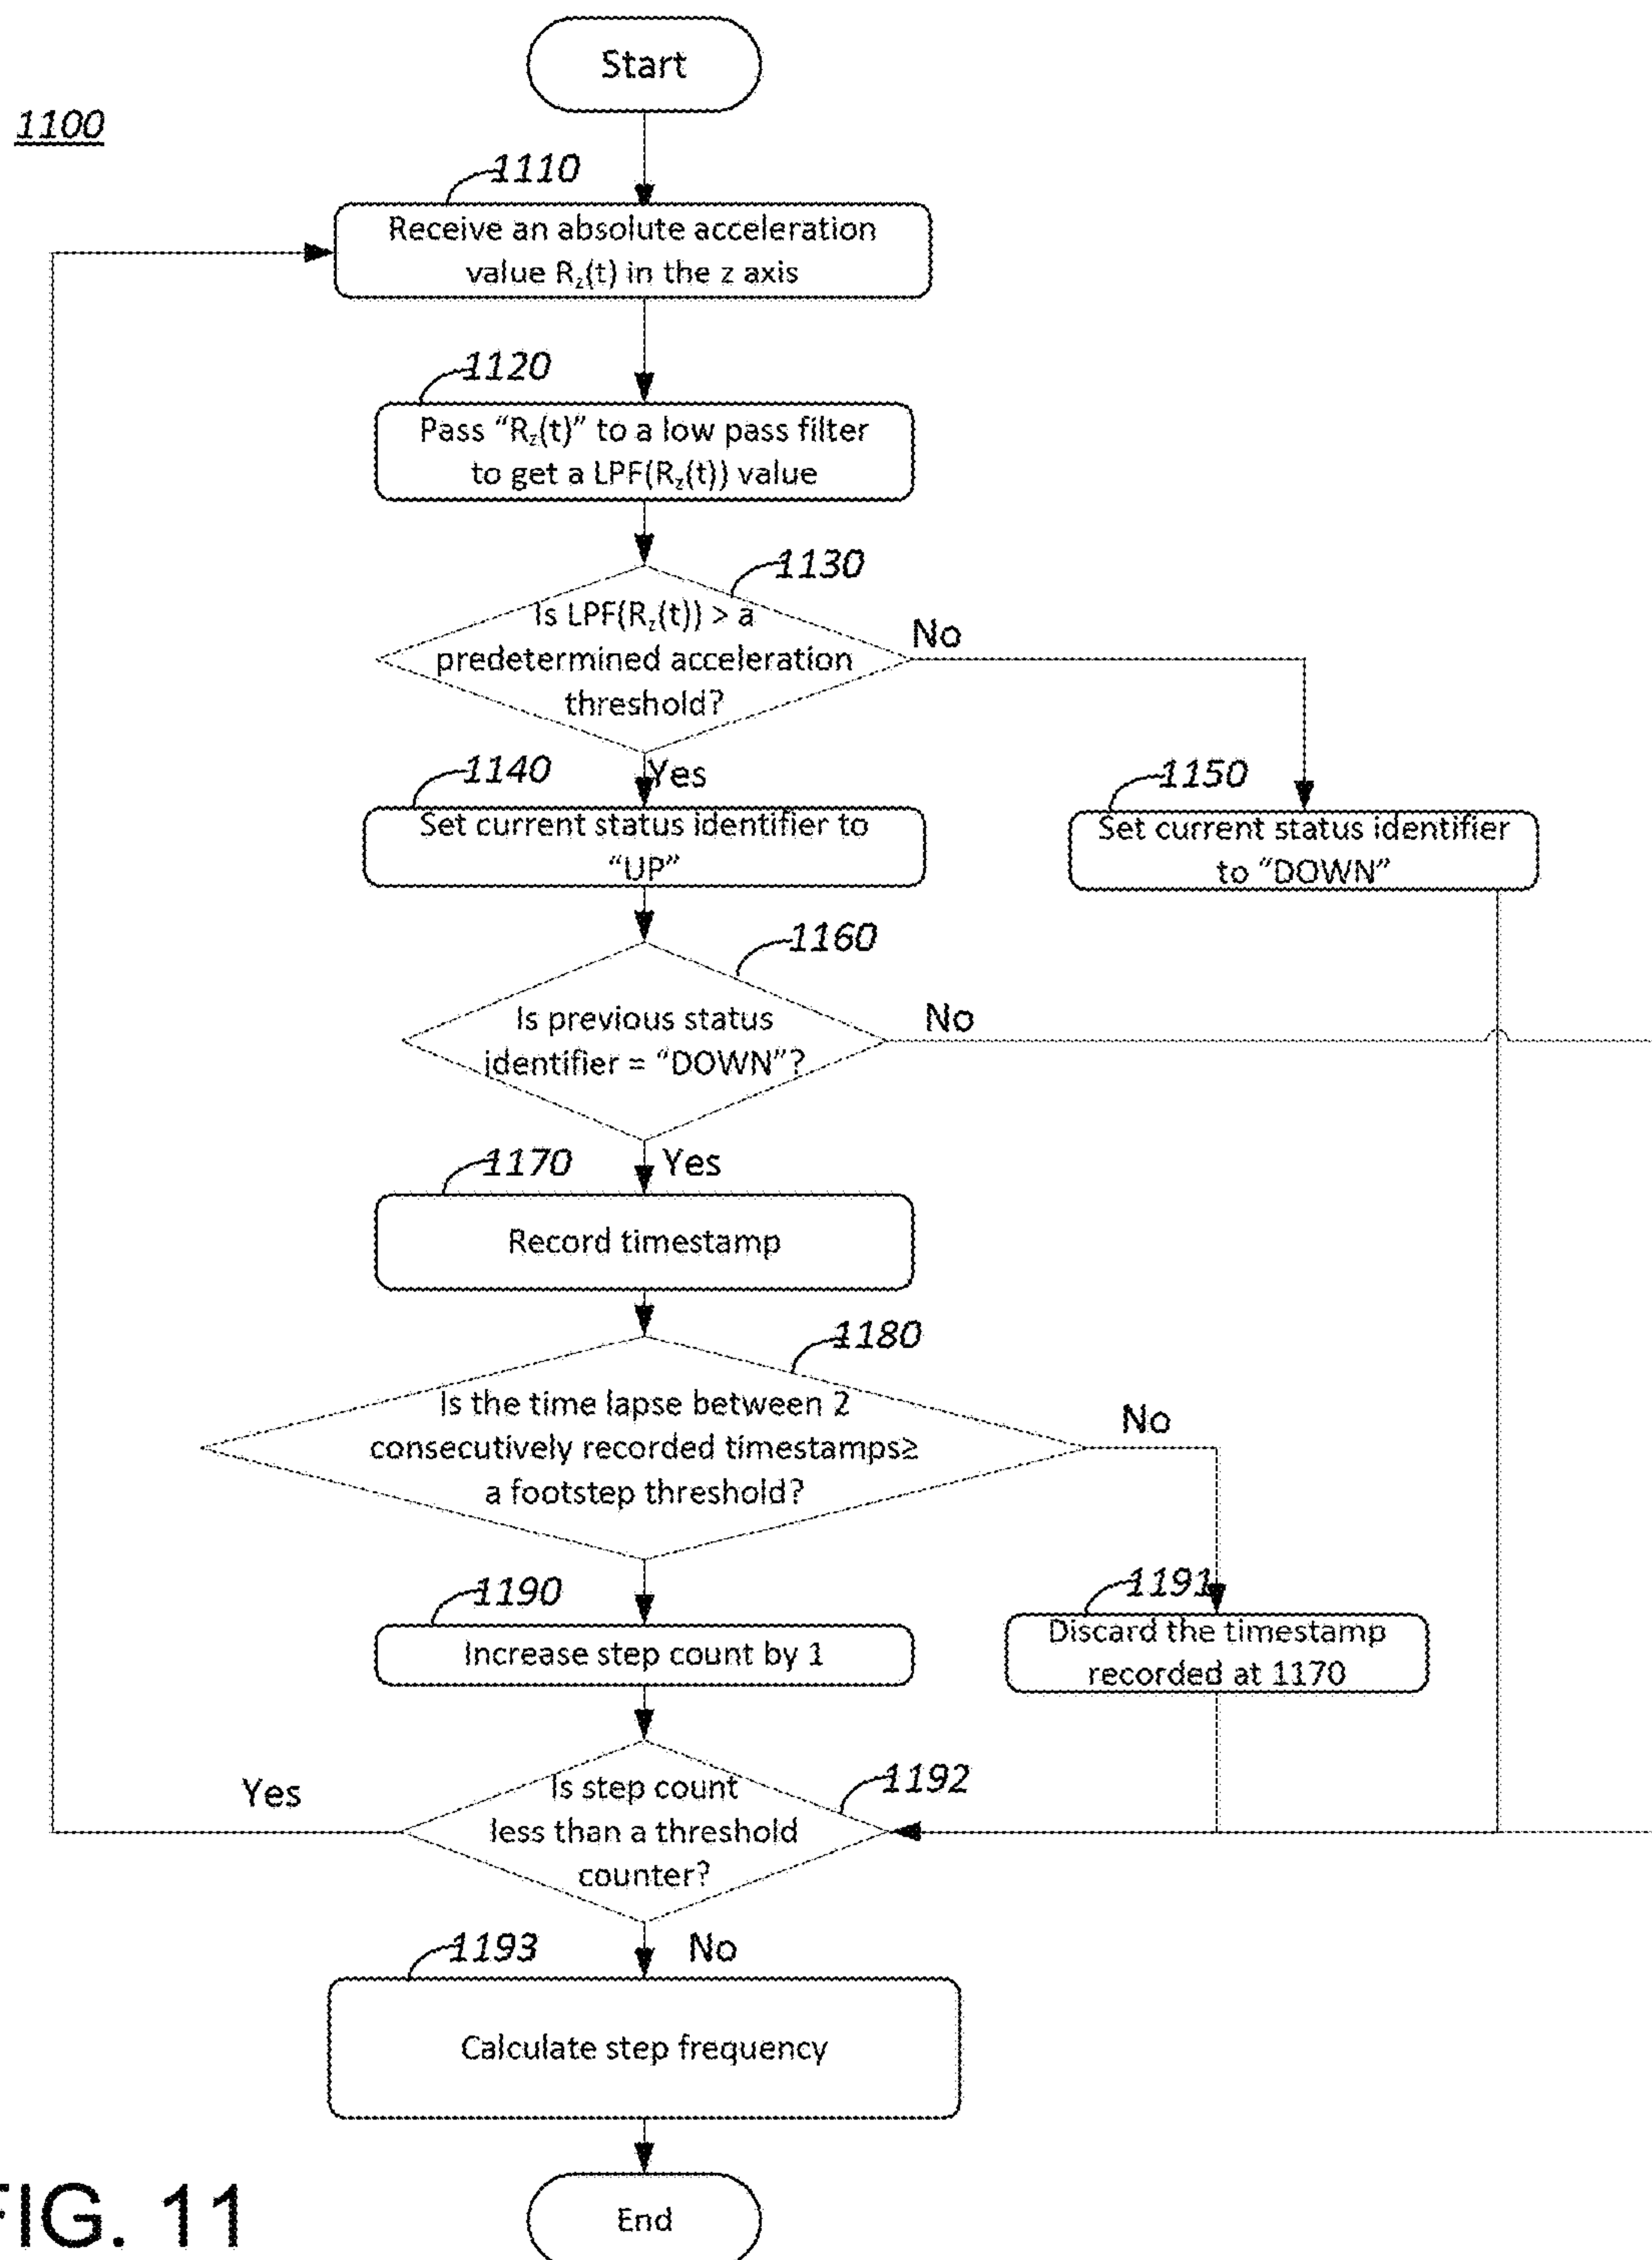 Start
1100
1110
Receive an absolute acceleration
value Rz(t) in the z axis
1120
Pass “Rz(t)” to a low pass filter
to get a LPF(Rz(t)) value
1130
Is LPF(Rz(t)) > a
predetermined acceleration
threshold?
No
Yes
1140
Set current status identifier to
“UP”
1150
Set current status identifier
to “DOWN”
1160
Is previous status
identifier = “DOWN”?
No
Yes
1170
Record timestamp
1180
Is the time lapse between 2
consecutively recorded timestamps≥
a footstep threshold?
No
1190
Increase step count by 1
1191
Discard the timestamp
recorded at 1170
1192
Is step count
less than a threshold
counter?
Yes
No
1193
Calculate step frequency
End
FIG. 11